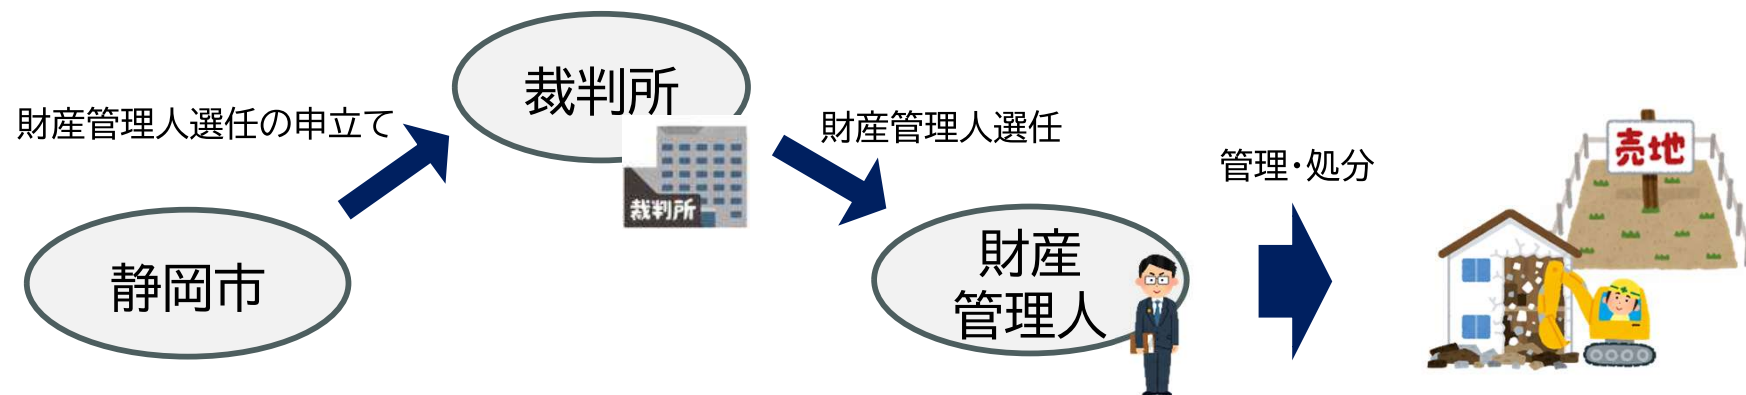 裁判所
財産管理人選任の申立て
財産管理人選任
管理・処分
売地
裁判所
静岡市
財産
管理人